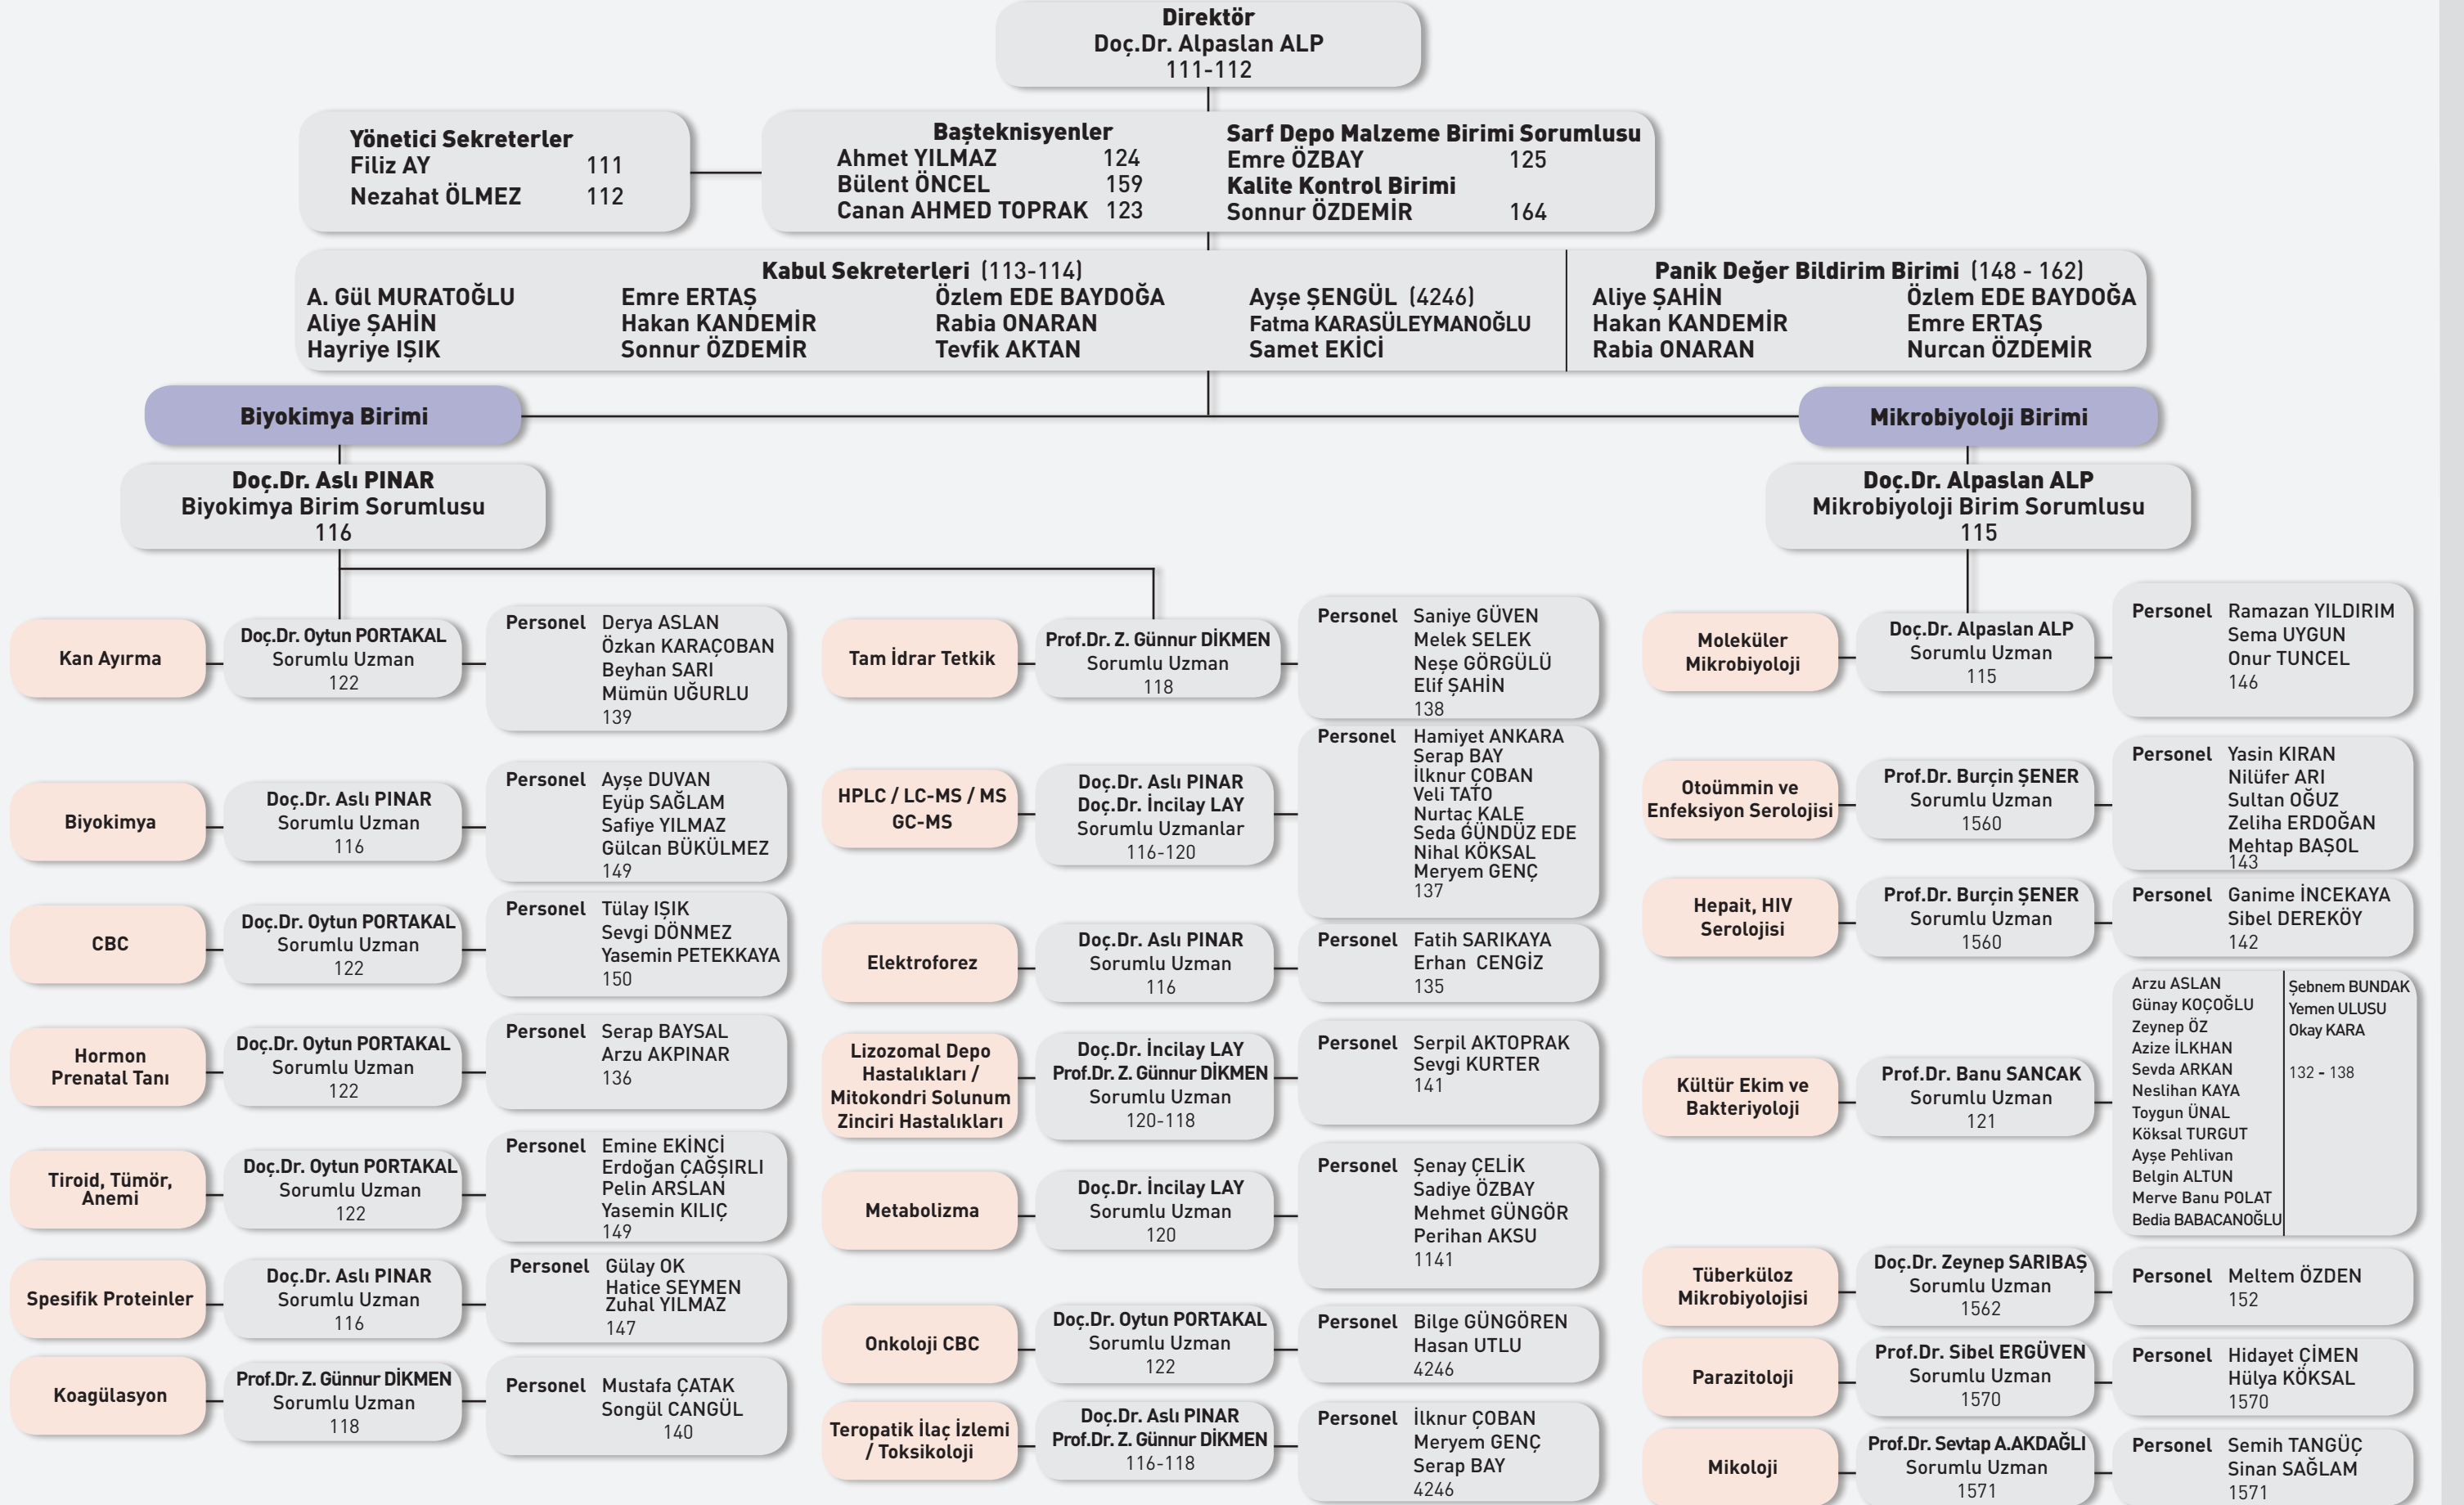 Direktör
Doç.Dr. Alpaslan ALP
111-112
Yönetici Sekreterler
Filiz AY 111
Nezahat ÖLMEZ 112
Başteknisyenler
Ahmet YILMAZ 124
Bülent ÖNCEL 159
Canan AHMED TOPRAK 123
Sarf Depo Malzeme Birimi Sorumlusu
Emre ÖZBAY 125
Kalite Kontrol Birimi
Sonnur ÖZDEMİR 164
Kabul Sekreterleri (113-114)
A. Gül MURATOĞLU
Aliye ŞAHİN
Hayriye IŞIK
Emre ERTAŞ
Hakan KANDEMİR
Sonnur ÖZDEMİR
Özlem EDE BAYDOĞA
Rabia ONARAN
Tevfik AKTAN
Ayşe ŞENGÜL (4246)
Fatma KARASÜLEYMANOĞLU
Samet EKİCİ
Panik Değer Bildirim Birimi (148 - 162)
Aliye ŞAHİN
Hakan KANDEMİR
Rabia ONARAN
Özlem EDE BAYDOĞA
Emre ERTAŞ
Nurcan ÖZDEMİR
Biyokimya Birimi
Mikrobiyoloji Birimi
Doç.Dr. Aslı PINAR
Biyokimya Birim Sorumlusu
116
Doç.Dr. Alpaslan ALP
Mikrobiyoloji Birim Sorumlusu
115
Kan Ayırma
Doç.Dr. Oytun PORTAKAL
Sorumlu Uzman
122
Personel Derya ASLAN
Özkan KARAÇOBAN
Beyhan SARI
Mümün UĞURLU
139
Biyokimya
Doç.Dr. Aslı PINAR
Sorumlu Uzman
116
Personel Ayşe DUVAN
Eyüp SAĞLAM
Safiye YILMAZ
Gülcan BÜKÜLMEZ
149
CBC
Doç.Dr. Oytun PORTAKAL
Sorumlu Uzman
122
Personel Tülay IŞIK
Sevgi DÖNMEZ
Yasemin PETEKKAYA
150
Hormon
Prenatal Tanı
Doç.Dr. Oytun PORTAKAL
Sorumlu Uzman
122
Personel Serap BAYSAL
Arzu AKPINAR
136
Tiroid, Tümör,
Anemi
Doç.Dr. Oytun PORTAKAL
Sorumlu Uzman
122
Personel Emine EKİNCİ
Erdoğan ÇAĞŞIRLI
Pelin ARSLAN
Yasemin KILIÇ
149
Spesifik Proteinler
Doç.Dr. Aslı PINAR
Sorumlu Uzman
116
Personel Gülay OK
Hatice SEYMEN
Zuhal YILMAZ
147
Koagülasyon
Prof.Dr. Z. Günnur DİKMEN
Sorumlu Uzman
118
Personel Mustafa ÇATAK
Songül CANGÜL
140
Tam İdrar Tetkik
Prof.Dr. Z. Günnur DİKMEN
Sorumlu Uzman
118
Personel Saniye GÜVEN
Melek SELEK
Neşe GÖRGÜLÜ
Elif ŞAHİN
138
HPLC / LC-MS / MS
GC-MS
Doç.Dr. Aslı PINAR
Doç.Dr. İncilay LAY
Sorumlu Uzmanlar
116-120
Personel Hamiyet ANKARA
Serap BAY
İlknur ÇOBAN
Veli TATO
Nurtaç KALE
Seda GÜNDÜZ EDE
Nihal KÖKSAL
Meryem GENÇ
137
Elektroforez
Doç.Dr. Aslı PINAR
Sorumlu Uzman
116
Personel Fatih SARIKAYA
Erhan CENGİZ
135
Lizozomal Depo
Hastalıkları /
Mitokondri Solunum
Zinciri Hastalıkları
Doç.Dr. İncilay LAY
Prof.Dr. Z. Günnur DİKMEN
Sorumlu Uzman
120-118
Personel Serpil AKTOPRAK
Sevgi KURTER
141
Metabolizma
Doç.Dr. İncilay LAY
Sorumlu Uzman
120
Personel Şenay ÇELİK
Sadiye ÖZBAY
Mehmet GÜNGÖR
Perihan AKSU
1141
Onkoloji CBC
Doç.Dr. Oytun PORTAKAL
Sorumlu Uzman
122
Personel Bilge GÜNGÖREN
Hasan UTLU
4246
Teropatik İlaç İzlemi
/ Toksikoloji
Doç.Dr. Aslı PINAR
Prof.Dr. Z. Günnur DİKMEN
116-118
Personel İlknur ÇOBAN
Meryem GENÇ
Serap BAY
4246
Moleküler
Mikrobiyoloji
Doç.Dr. Alpaslan ALP
Sorumlu Uzman
115
Personel Ramazan YILDIRIM
Sema UYGUN
Onur TUNCEL
146
Otoümmin ve
Enfeksiyon Serolojisi
Prof.Dr. Burçin ŞENER
Sorumlu Uzman
1560
Personel Yasin KIRAN
Nilüfer ARI
Sultan OĞUZ
Zeliha ERDOĞAN
Mehtap BAŞOL
143
Hepait, HIV
Serolojisi
Prof.Dr. Burçin ŞENER
Sorumlu Uzman
1560
Personel Ganime İNCEKAYA
Sibel DEREKÖY
142
Kültür Ekim ve
Bakteriyoloji
Prof.Dr. Banu SANCAK
Sorumlu Uzman
121
Arzu ASLAN
Günay KOÇOĞLU
Zeynep ÖZ
Azize İLKHAN
Sevda ARKAN
Neslihan KAYA
Toygun ÜNAL
Köksal TURGUT
Ayşe Pehlivan
Belgin ALTUN
Merve Banu POLAT
Bedia BABACANOĞLU
Şebnem BUNDAK
Yemen ULUSU
Okay KARA
132 - 138
Tüberküloz
Mikrobiyolojisi
Doç.Dr. Zeynep SARIBAŞ
Sorumlu Uzman
1562
Personel Meltem ÖZDEN
152
Parazitoloji
Prof.Dr. Sibel ERGÜVEN
Sorumlu Uzman
1570
Personel Hidayet ÇİMEN
Hülya KÖKSAL
1570
Mikoloji
Prof.Dr. Sevtap A.AKDAĞLI
Sorumlu Uzman
1571
Personel Semih TANGÜÇ
Sinan SAĞLAM
1571